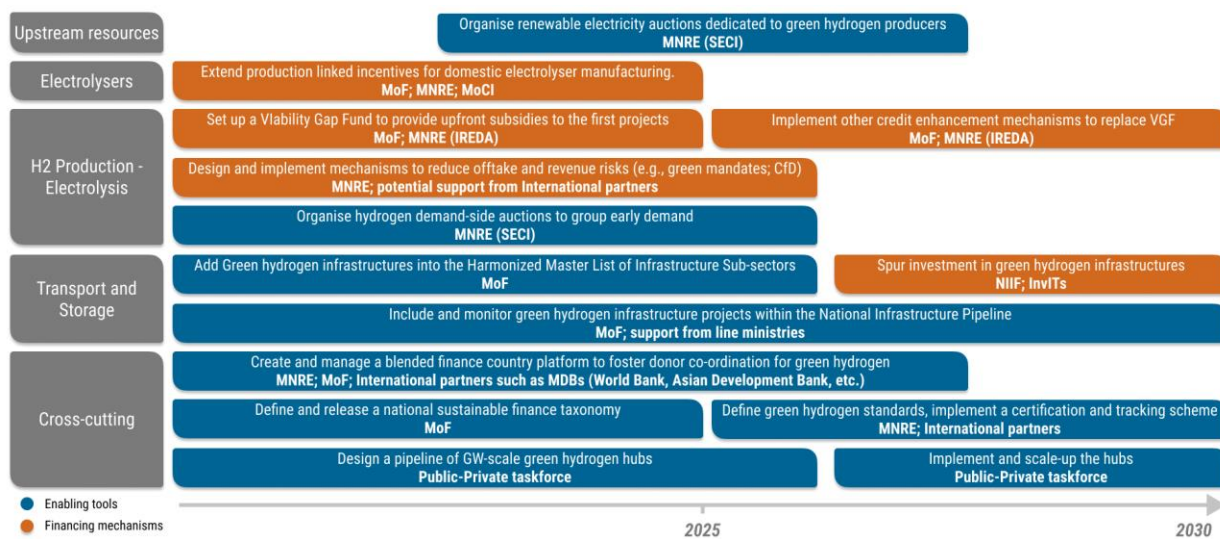 Upstream resources
Organise renewable electricity auctions dedicated to green hydrogen producers
MNRE (SECI)
Electrolysers
Extend production linked incentives for domestic electrolyser manufacturing.
MoF; MNRE; MoCI
H2 Production -
Electrolysis
Set up a VIability Gap Fund to provide upfront subsidies to the first projects
MoF; MNRE (IREDA)
Implement other credit enhancement mechanisms to replace VGF
MoF; MNRE (IREDA)
Design and implement mechanisms to reduce offtake and revenue risks (e.g., green mandates; CfD)
MNRE; potential support from International partners
Organise hydrogen demand-side auctions to group early demand
MNRE (SECI)
Transport and
Storage
Add Green hydrogen infrastructures into the Harmonized Master List of Infrastructure Sub-sectors
MoF
Spur investment in green hydrogen infrastructures
NIIF; InvITs
Include and monitor green hydrogen infrastructure projects within the National Infrastructure Pipeline
MoF; support from line ministries
Cross-cutting
Create and manage a blended finance country platform to foster donor co-ordination for green hydrogen
MNRE; MoF; International partners such as MDBs (World Bank, Asian Development Bank, etc.)
Define and release a national sustainable finance taxonomy
MoF
Define green hydrogen standards, implement a certification and tracking scheme
MNRE; International partners
Design a pipeline of GW-scale green hydrogen hubs
Public-Private taskforce
Implement and scale-up the hubs
Public-Private taskforce
Enabling tools
Financing mechanisms
2025
2030